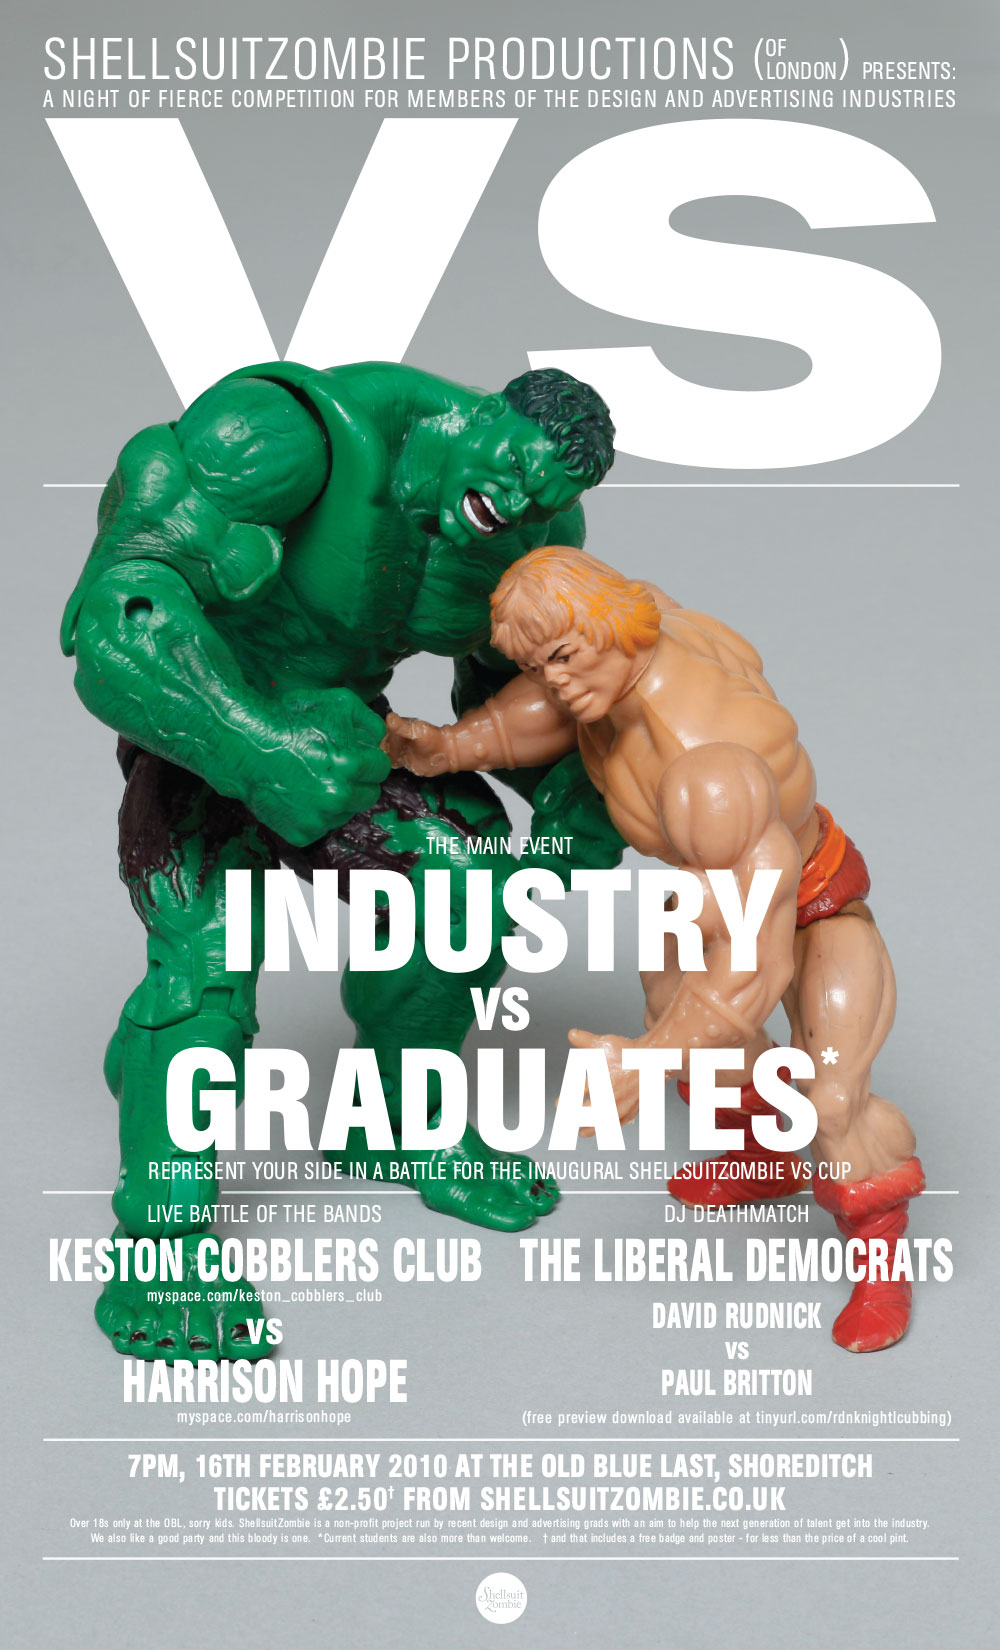 SHELLSUITZOMBIE PRODUCTIONS (OF LONDON) PRESENTS:
A NIGHT OF FIERCE COMPETITION FOR MEMBERS OF THE DESIGN AND ADVERTISING INDUSTRIES
VS
THE MAIN EVENT
INDUSTRY
VS
GRADUATES*
REPRESENT YOUR SIDE IN A BATTLE FOR THE INAUGURAL SHELLSUITZOMBIE VS CUP
LIVE BATTLE OF THE BANDS
KESTON COBBLERS CLUB
myspace.com/keston_cobblers_club
VS
HARRISON HOPE
myspace.com/harrisonhope
DJ DEATHMATCH
THE LIBERAL DEMOCRATS
DAVID RUDNICK
VS
PAUL BRITTON
(free preview download available at tinyurl.com/rdnknightlcubbing)
7PM, 16TH FEBRUARY 2010 AT THE OLD BLUE LAST, SHOREDITCH
TICKETS £2.50† FROM SHELLSUITZOMBIE.CO.UK
Over 18s only at the OBL, sorry kids. ShellsuitZombie is a non-profit project run by recent design and advertising grads with an aim to help the next generation of talent get into the industry.
We also like a good party and this bloody is one. *Current students are also more than welcome. † and that includes a free badge and poster - for less than the price of a cool pint.
Shellsuit
Zombie